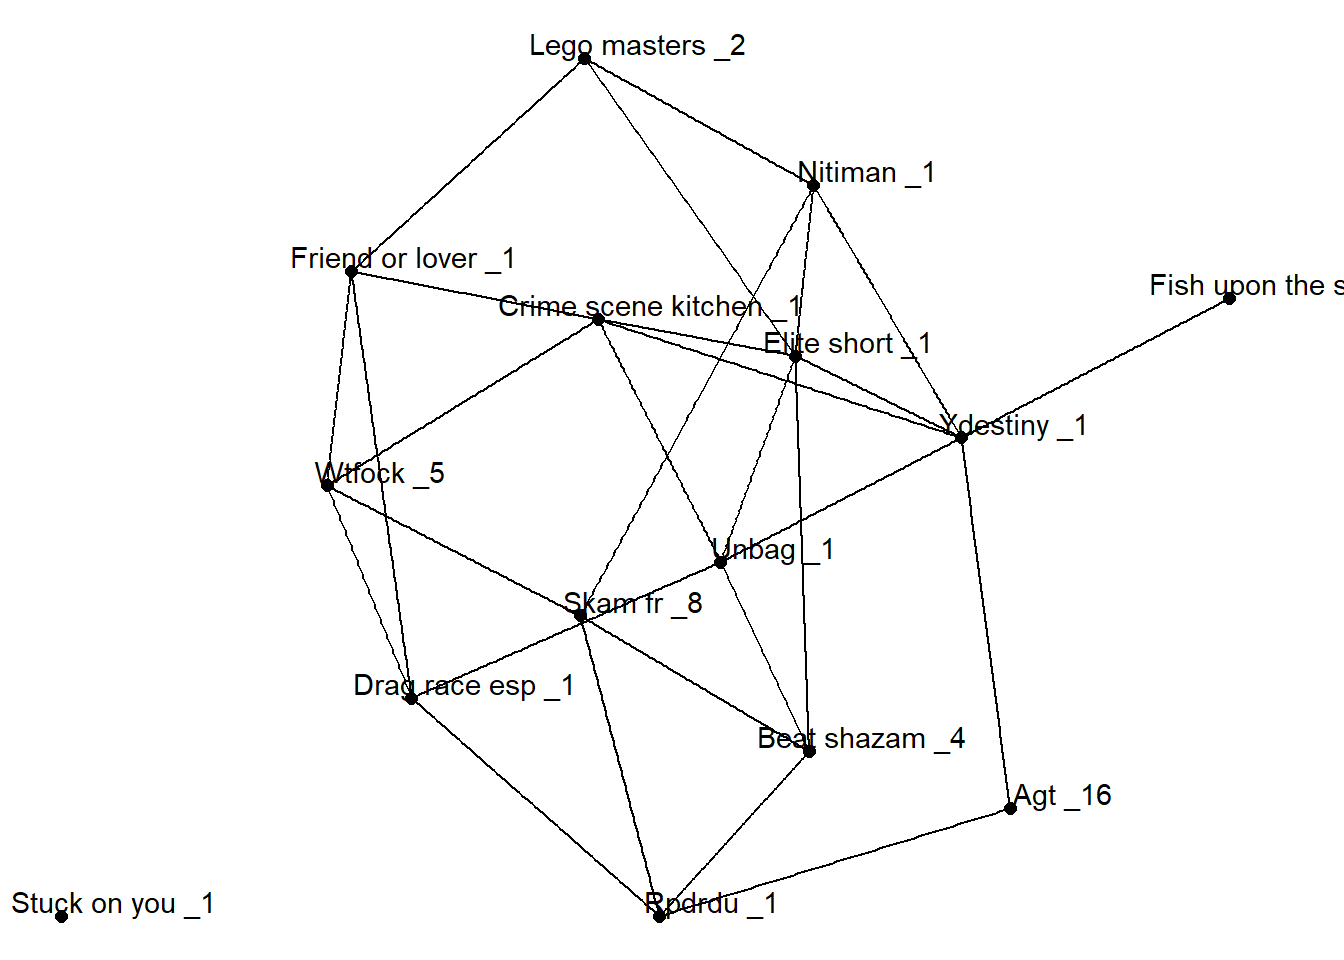 Lego masters _2
Nitiman _1
Friend or lover _1
Fish upon the s
Crime scene kitchen _1
Elite short _1
Ydestiny _1
Wtfock _5
Unbag _1
Skam fr _8
Drag race esp _1
Beat shazam _4
Agt _16
Stuck on you _1
Rpdrdu _1